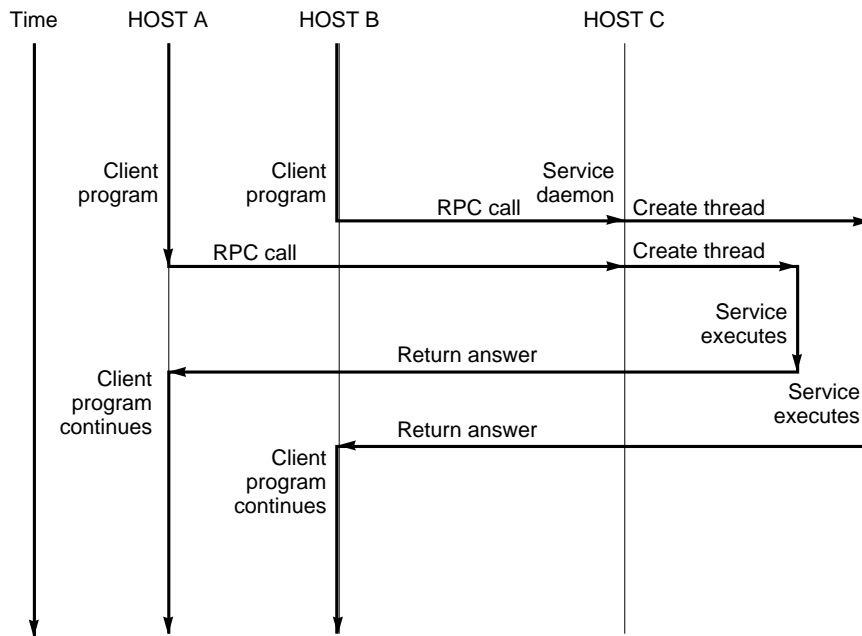 Time
HOST A
HOST B
HOST C
Client
program
Client
program
Service
daemon
RPC call
Create thread
RPC call
Create thread
Service
executes
Return answer
Client
program
continues
Service
executes
Return answer
Client
program
continues